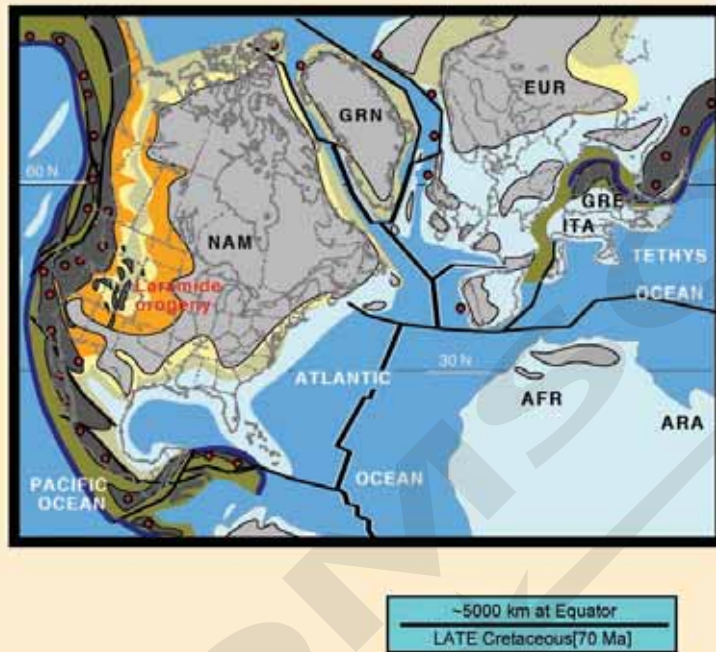 GRN
EUR
60 N
NAM
GRE
ITA
TETHYS
OCEAN
Laramide
orogeny
30 N
ATLANTIC
AFR
ARA
OCEAN
PACIFIC
OCEAN
~5000 km at Equator
LATE Cretaceous[70 Ma]